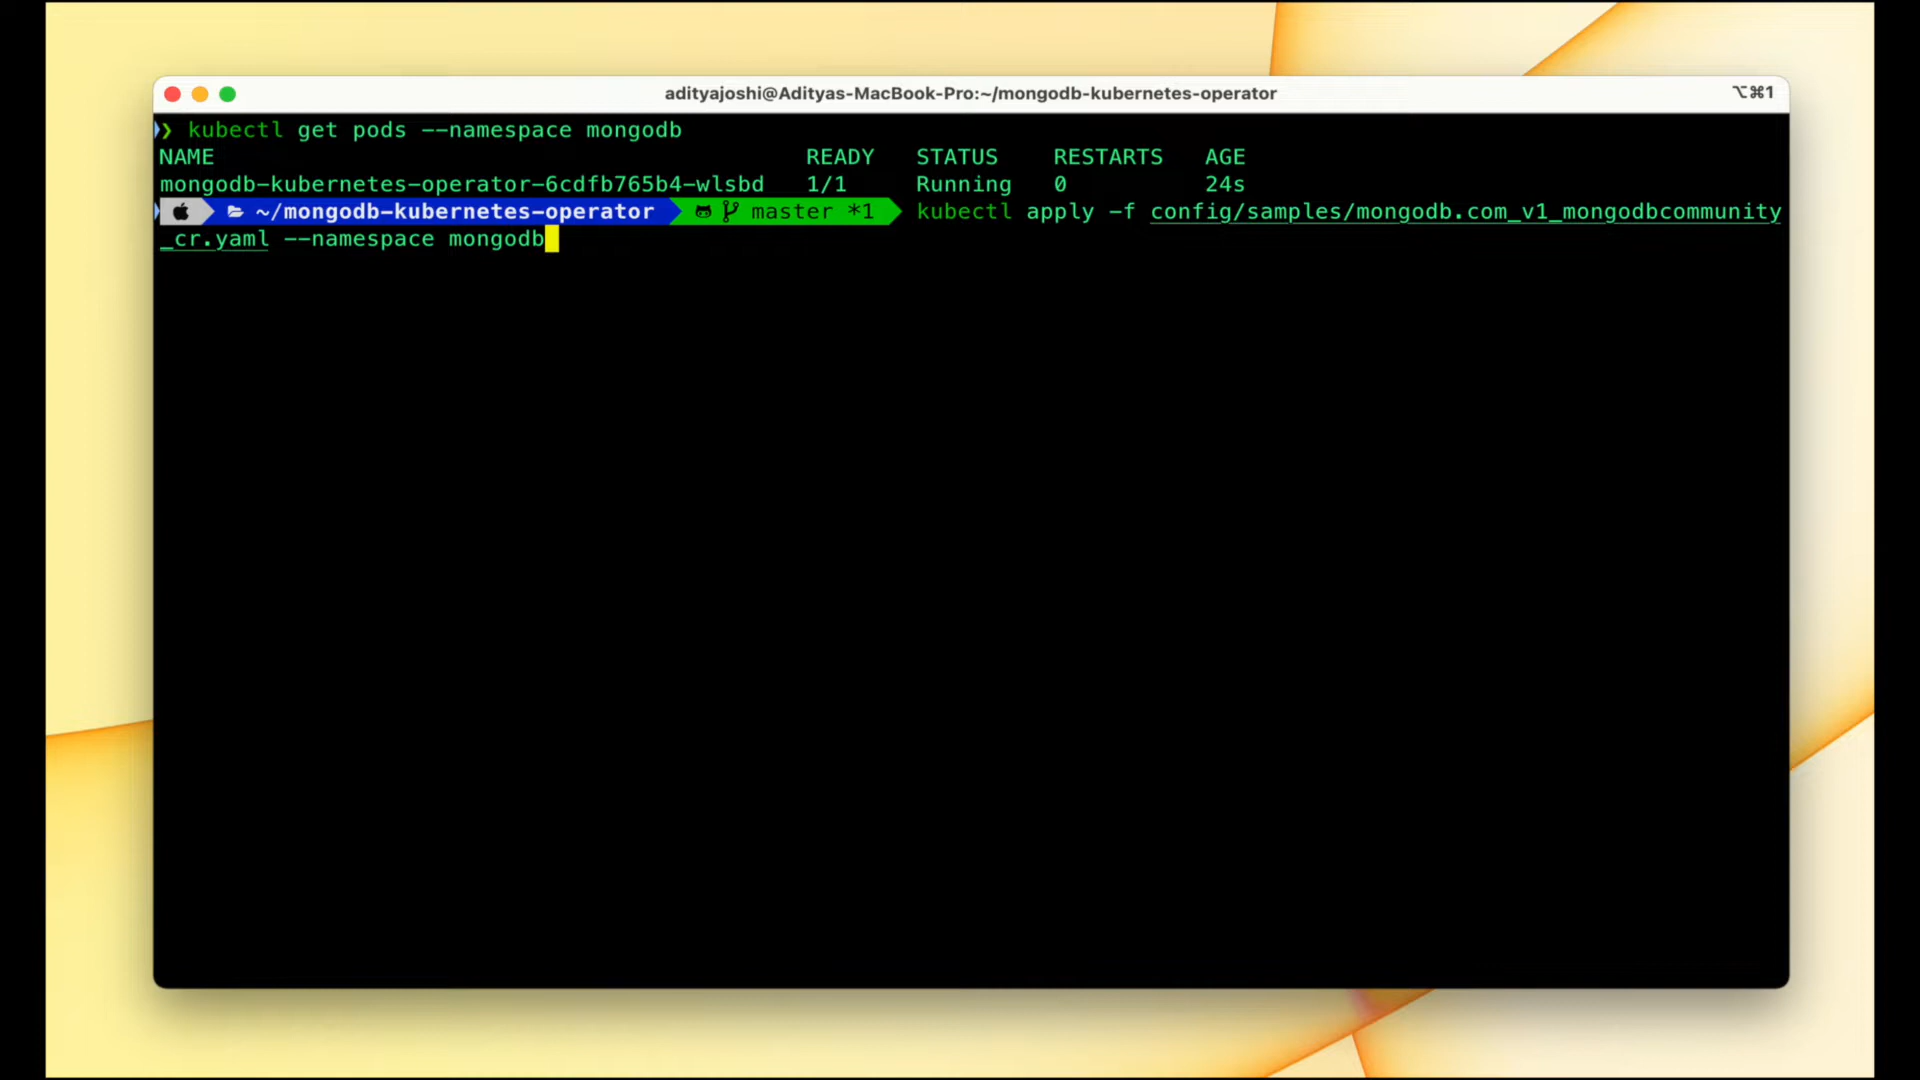 adityajoshi@Adityas-MacBook-Pro:~/mongodb-kubernetes-operator ⌥⌘1
❯ kubectl get pods --namespace mongodb
NAME READY STATUS RESTARTS AGE
mongodb-kubernetes-operator-6cdfb765b4-wlsbd 1/1 Running 0 24s
~/mongodb-kubernetes-operator master *1 kubectl apply -f config/samples/mongodb.com_v1_mongodbcommunity
_cr.yaml --namespace mongodb